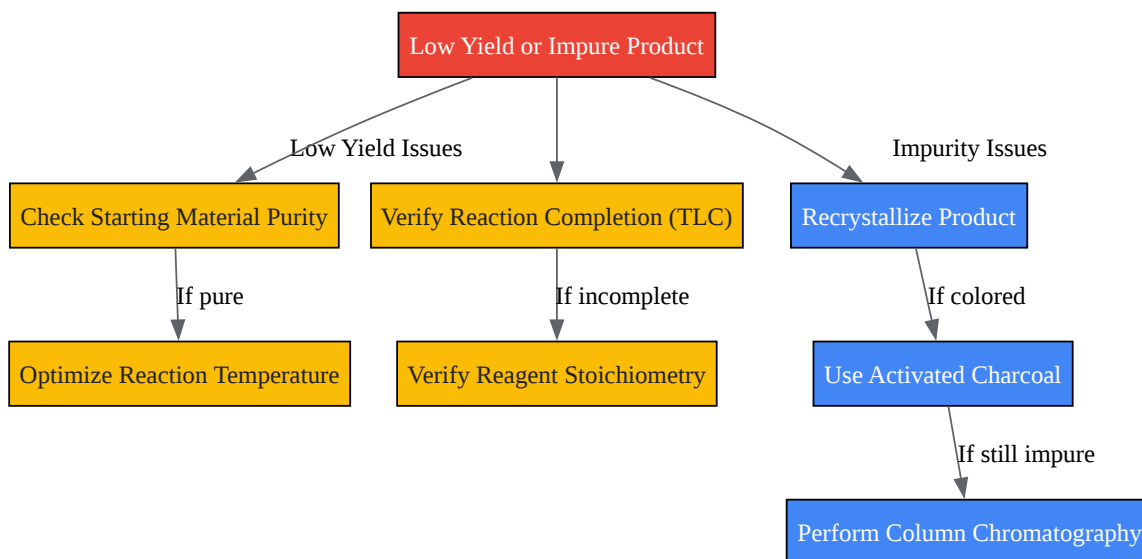 Low Yield or Impure Product
Low Yield Issues
Impurity Issues
Check Starting Material Purity
Verify Reaction Completion (TLC)
Recrystallize Product
If pure
If incomplete
If colored
Optimize Reaction Temperature
Verify Reagent Stoichiometry
Use Activated Charcoal
If still impure
Perform Column Chromatography